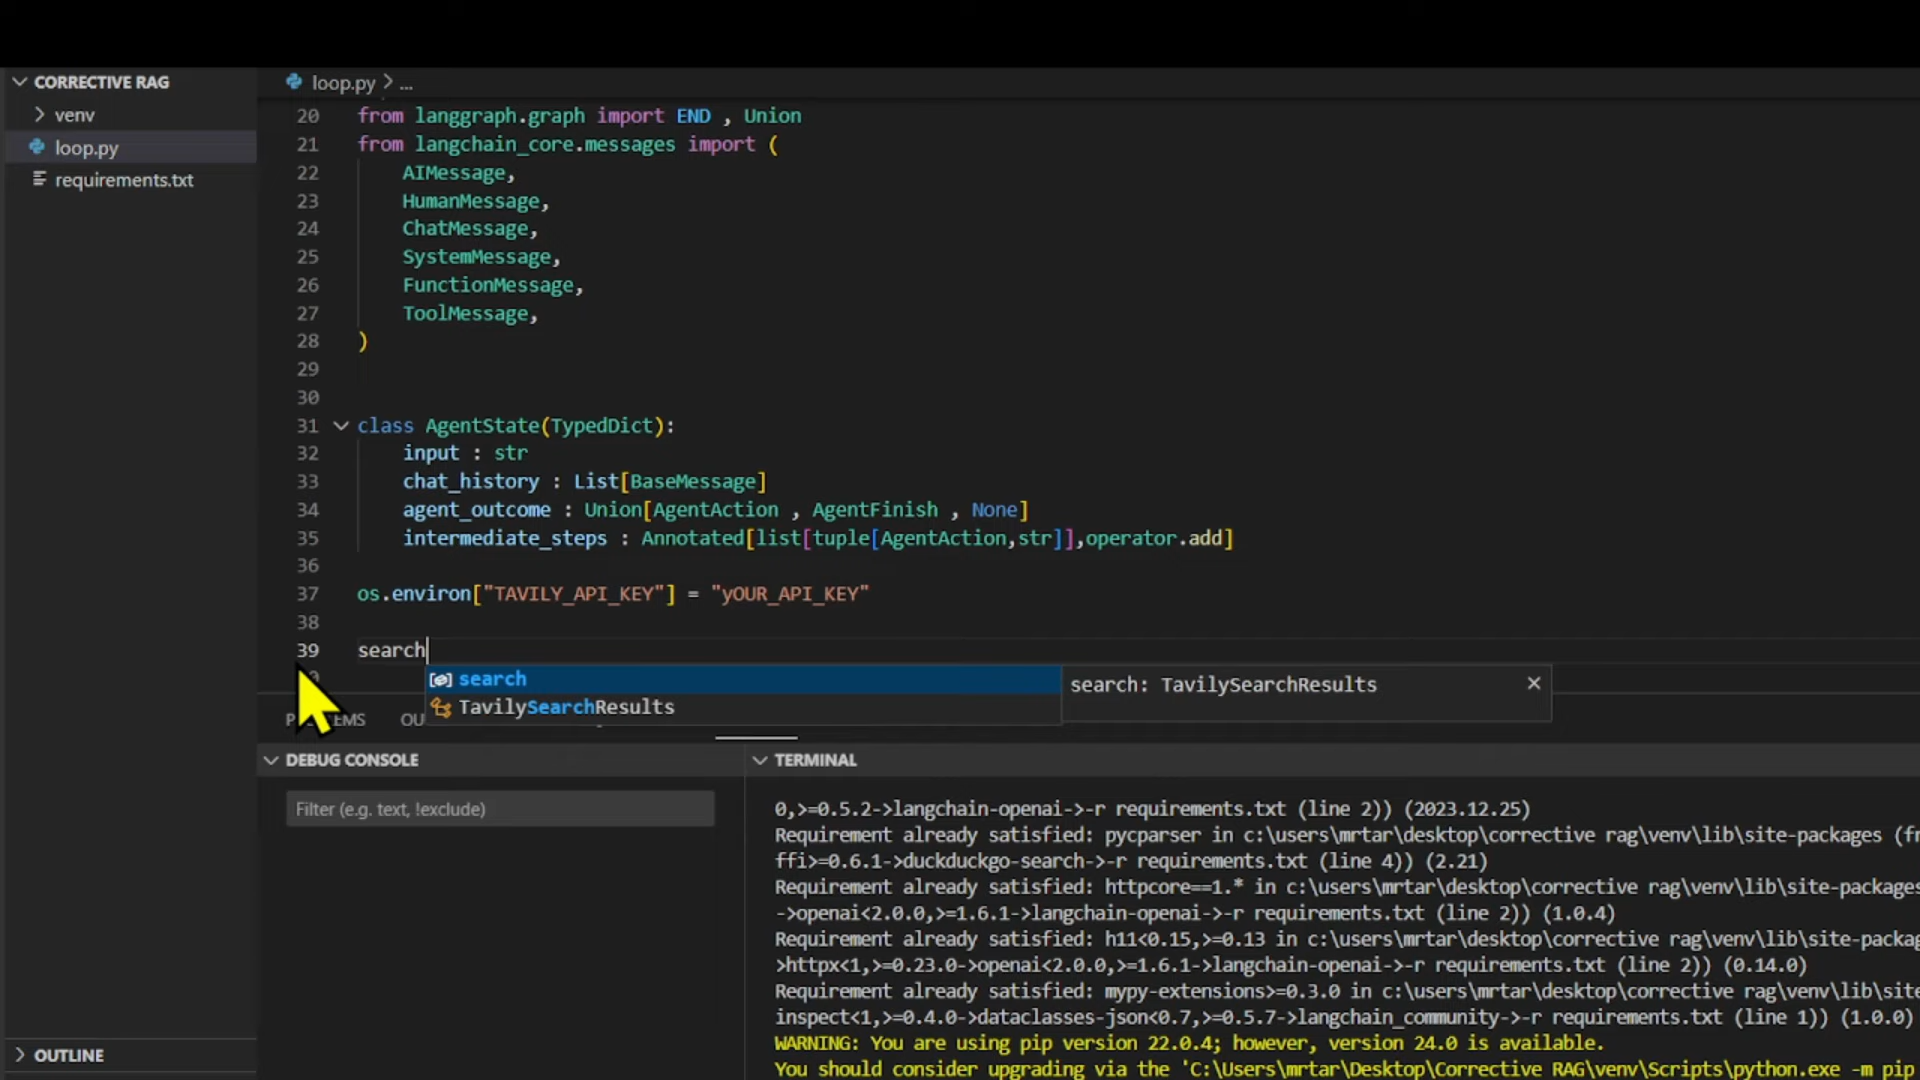 CORRECTIVE RAG
venv
loop.py
requirements.txt
OUTLINE
loop.py > ...
20 from langgraph.graph import END , Union
21 from langchain_core.messages import (
22 AIMessage,
23 HumanMessage,
24 ChatMessage,
25 SystemMessage,
26 FunctionMessage,
27 ToolMessage,
28 )
29
30
31 class AgentState(TypedDict):
32 input : str
33 chat_history : List[BaseMessage]
34 agent_outcome : Union[AgentAction , AgentFinish , None]
35 intermediate_steps : Annotated[list[tuple[AgentAction,str]],operator.add]
36
37 os.environ["TAVILY_API_KEY"] = "yOUR_API_KEY"
38
39 search
search
TavilySearchResults
search: TavilySearchResults
DEBUG CONSOLE
Filter (e.g. text, !exclude)
TERMINAL
0,>=0.5.2->langchain-openai->-r requirements.txt (line 2)) (2023.12.25)
Requirement already satisfied: pycparser in c:\users\mrtar\desktop\corrective rag\venv\lib\site-packages (fr
ffi>=0.6.1->duckduckgo-search->-r requirements.txt (line 4)) (2.21)
Requirement already satisfied: httpcore==1.* in c:\users\mrtar\desktop\corrective rag\venv\lib\site-packages
->openai<2.0.0,>=1.6.1->langchain-openai->-r requirements.txt (line 2)) (1.0.4)
Requirement already satisfied: h11<0.15,>=0.13 in c:\users\mrtar\desktop\corrective rag\venv\lib\site-packag
>httpx<1,>=0.23.0->openai<2.0.0,>=1.6.1->langchain-openai->-r requirements.txt (line 2)) (0.14.0)
Requirement already satisfied: mypy-extensions>=0.3.0 in c:\users\mrtar\desktop\corrective rag\venv\lib\site
inspect<1,>=0.4.0->dataclasses-json<0.7,>=0.5.7->langchain_community->-r requirements.txt (line 1)) (1.0.0)
WARNING: You are using pip version 22.0.4; however, version 24.0 is available.
You should consider upgrading via the 'C:\Users\mrtar\Desktop\Corrective RAG\venv\Scripts\python.exe -m pip